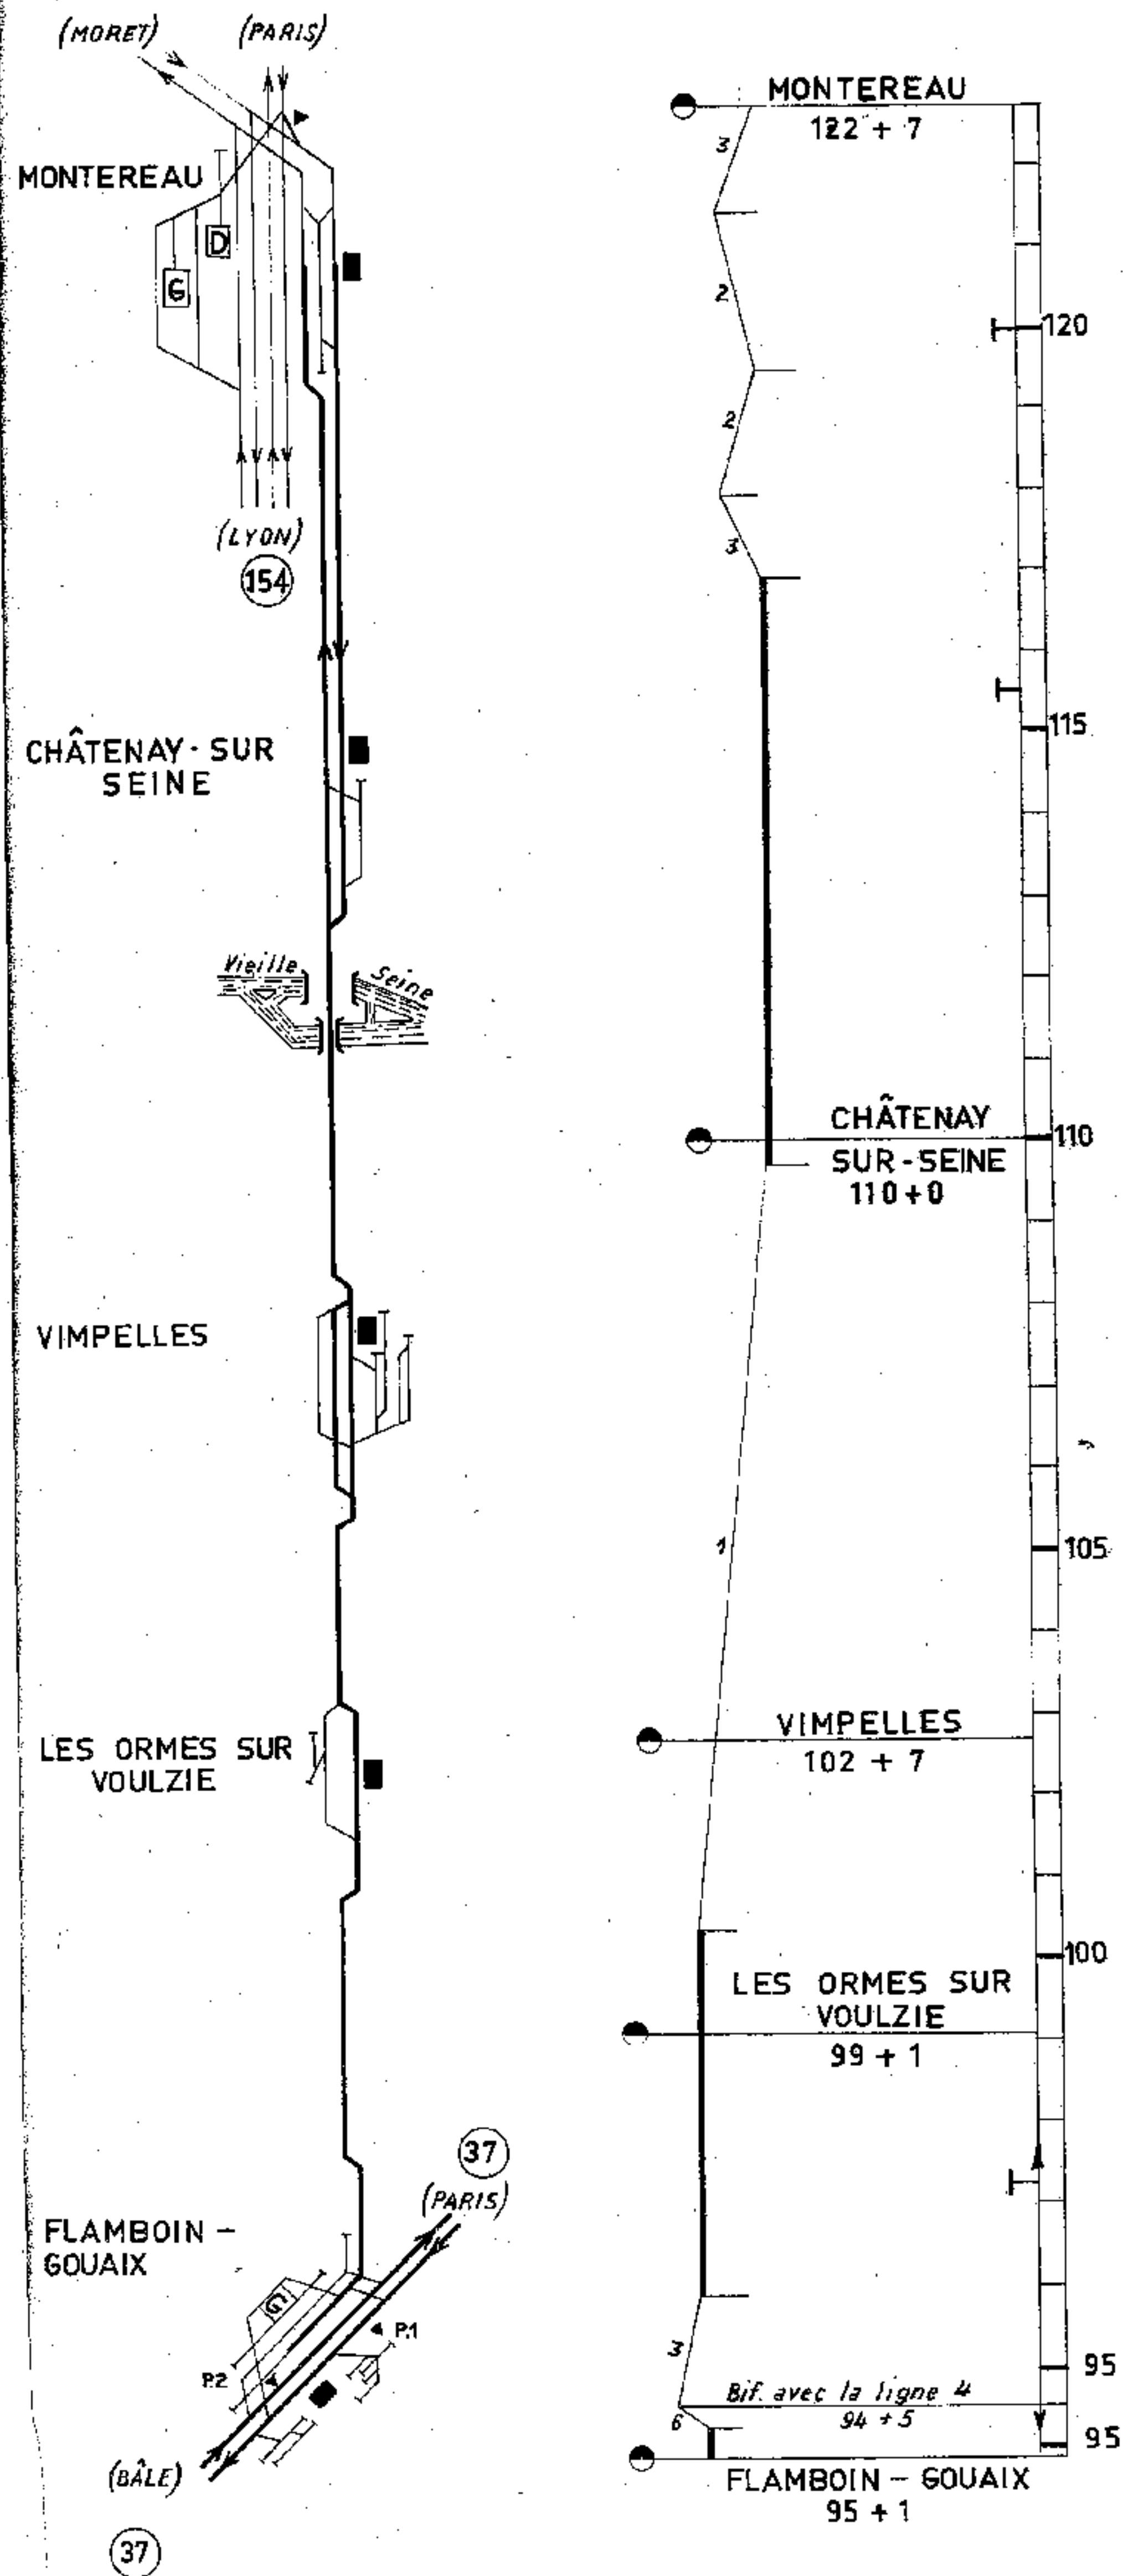 (MORET)
(PARIS)
MONTEREAU
D
G
(LYON)
154
CHÂTENAY-SUR
SEINE
Vieille
Seine
VIMPELLES
LES ORMES SUR
VOULZIE
37
(PARIS)
FLAMBOIN -
GOUAIX
G
P.1
P.2
(BÂLE)
37
MONTEREAU
122 + 7
3
2
120
2
3
115
CHÂTENAY
110
SUR-SEINE
110+0
1
105
VIMPELLES
102 + 7
100
LES ORMES SUR
VOULZIE
99 + 1
3
95
Bif. avec la ligne 4
94 + 5
6
95
FLAMBOIN - GOUAIX
95 + 1